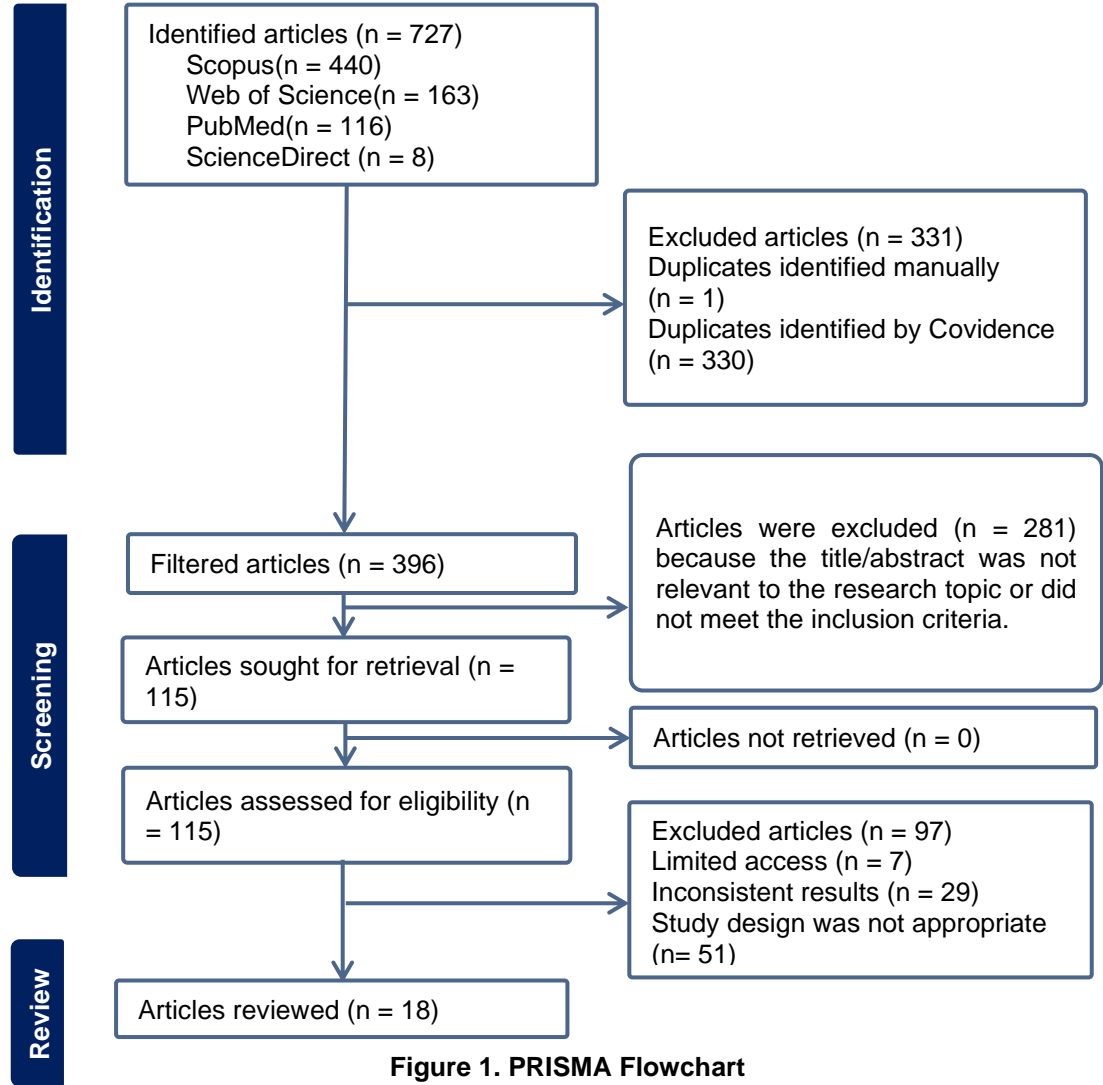 Identification
Identified articles (n = 727)
Scopus(n = 440)
Web of Science(n = 163)
PubMed(n = 116)
ScienceDirect (n = 8)
Excluded articles (n = 331)
Duplicates identified manually
(n = 1)
Duplicates identified by Covidence
(n = 330)
Screening
Filtered articles (n = 396)
Articles were excluded (n = 281)
because the title/abstract was not
relevant to the research topic or did
not meet the inclusion criteria.
Articles sought for retrieval (n =
115)
Articles not retrieved (n = 0)
Articles assessed for eligibility (n
= 115)
Excluded articles (n = 97)
Limited access (n = 7)
Inconsistent results (n = 29)
Study design was not appropriate
(n= 51)
Review
Articles reviewed (n = 18)
Figure 1. PRISMA Flowchart